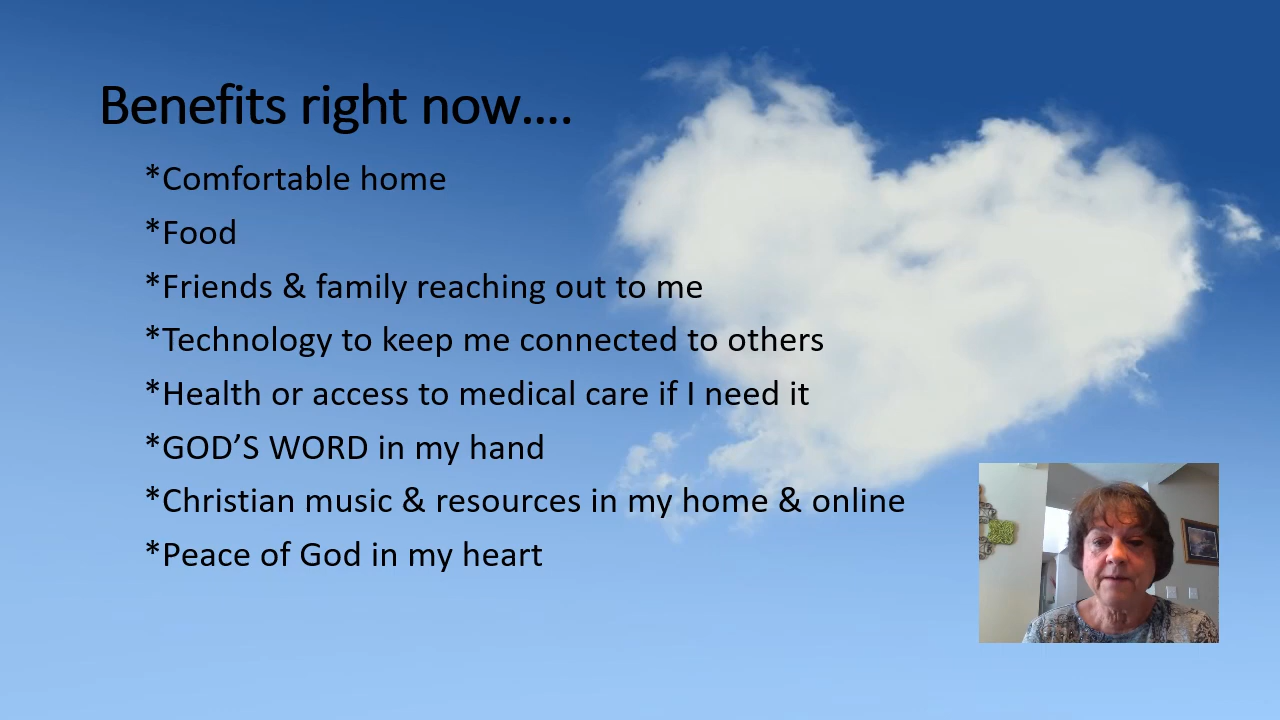 Benefits right now....
*Comfortable home
*Food
*Friends & family reaching out to me
*Technology to keep me connected to others
*Health or access to medical care if I need it
*GOD’S WORD in my hand
*Christian music & resources in my home & online
*Peace of God in my heart